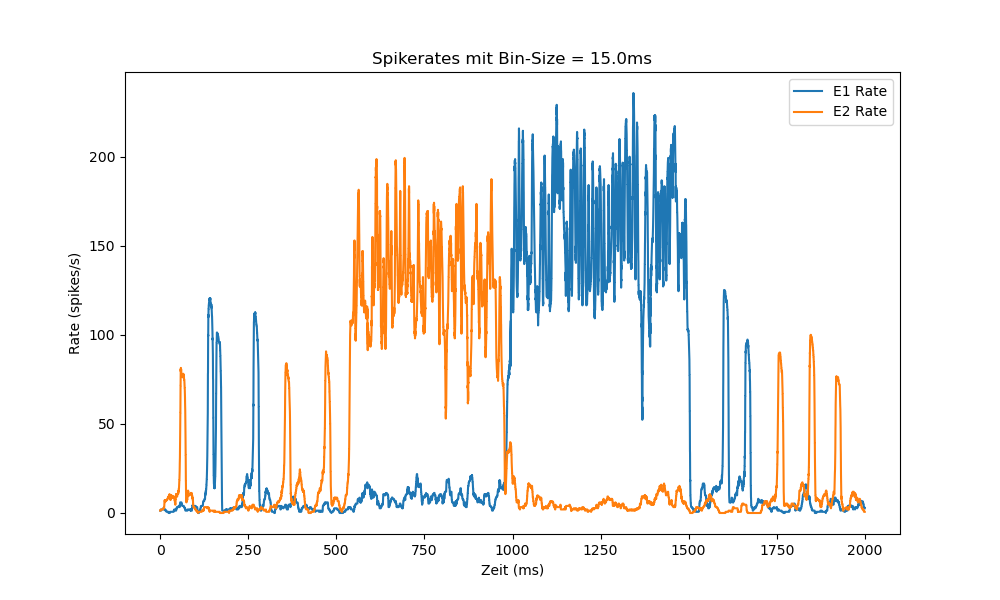 Spikerates mit Bin-Size = 15.0ms
E1 Rate
E2 Rate
Rate (spikes/s)
200
150
100
50
0
0 250 500 750 1000 1250 1500 1750 2000
Zeit (ms)